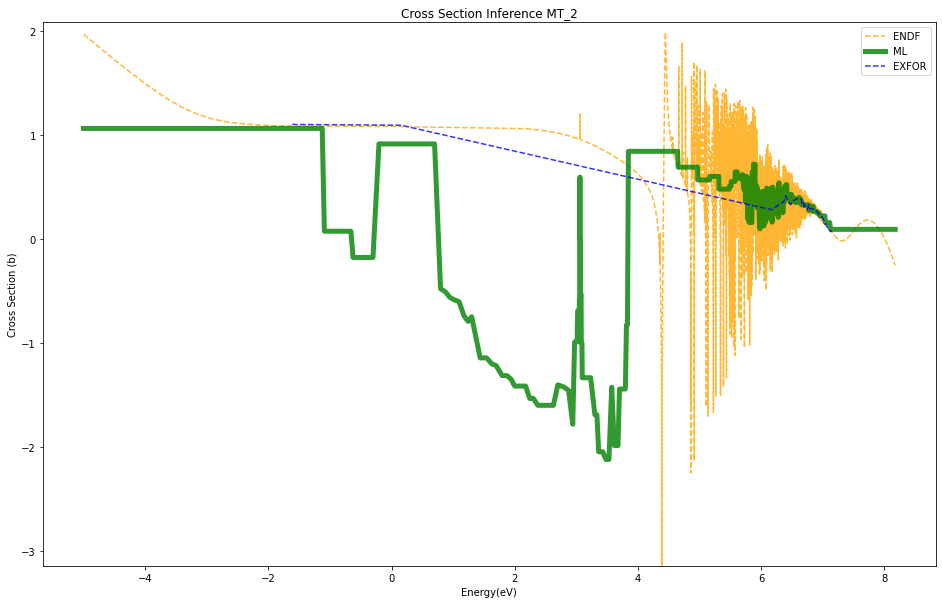 Cross Section Inference MT_2
ENDF
ML
EXFOR
2
1
0
−1
−2
−3
Cross Section (b)
−4
−2
0
2
4
6
8
Energy(eV)